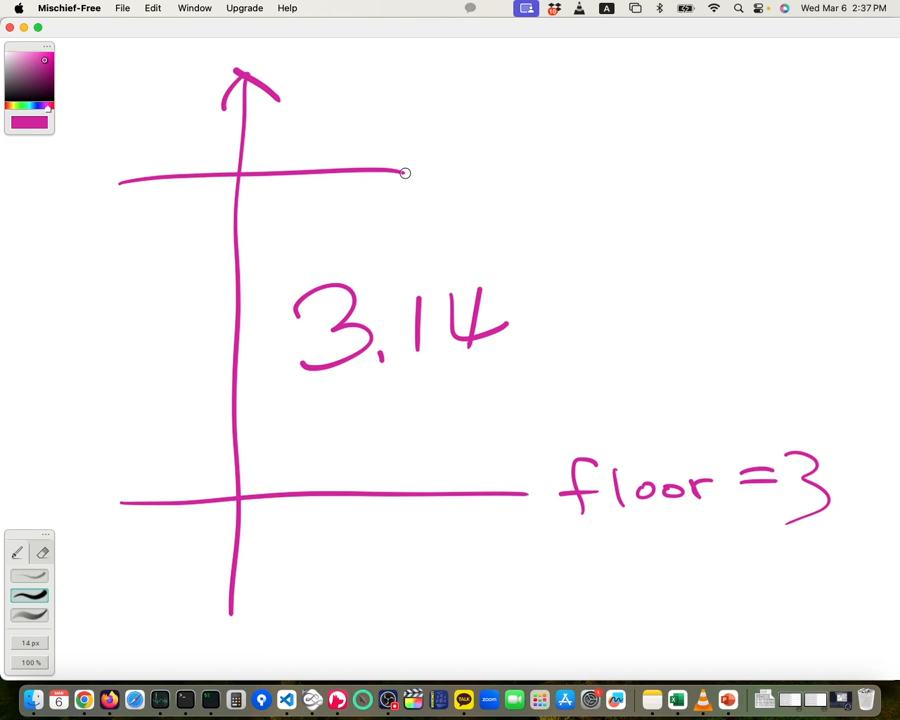 Mischief-Free File Edit Window Upgrade Help A Wed Mar 6 2:37 PM
3.14
floor = 3
14 px
100 %